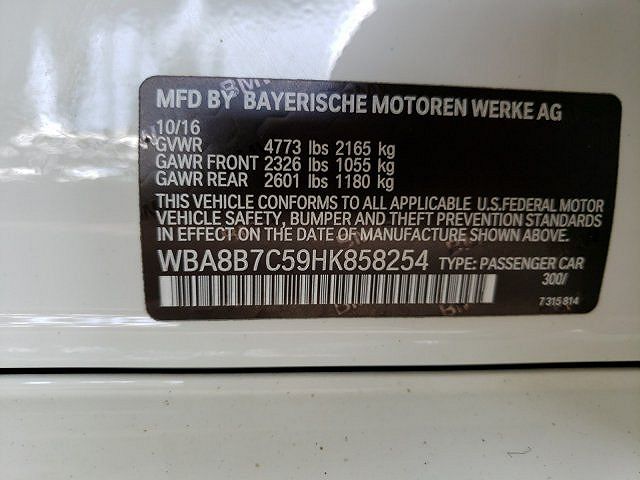 MFD BY BAYERISCHE MOTOREN WERKE AG
10/16
GVWR 4773 lbs 2165 kg
GAWR FRONT 2326 lbs 1055 kg
GAWR REAR 2601 lbs 1180 kg
THIS VEHICLE CONFORMS TO ALL APPLICABLE U.S.FEDERAL MOTOR
VEHICLE SAFETY, BUMPER AND THEFT PREVENTION STANDARDS
IN EFFECT ON THE DATE OF MANUFACTURE SHOWN ABOVE.
WBA8B7C59HK858254 TYPE: PASSENGER CAR
300/
7 315 814